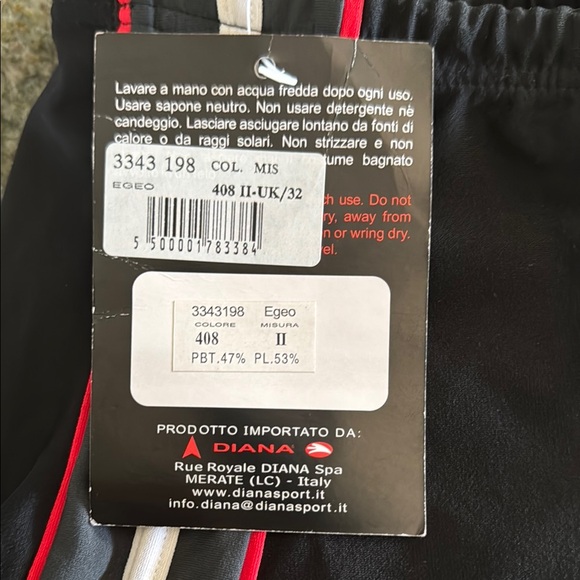 Lavare a mano con acqua fredda dopo ogni uso.
Usare sapone neutro. Non usare detergente nè
candeggio. Lasciare asciugare lontano da fonti di
calore o da raggi solari. Non strizzare e non
tume bagnato
3343 198 COL. MIS
EGEO 408 II-UK/32
5 500001 783384
ch use. Do not
ry, away from
n or wring dry.
el.
3343198 Egeo
COLORE MISURA
408 II
PBT.47% PL.53%
PRODOTTO IMPORTATO DA:
DIANA
Rue Royale DIANA Spa
MERATE (LC) - Italy
www.dianasport.it
info.diana@dianasport.it